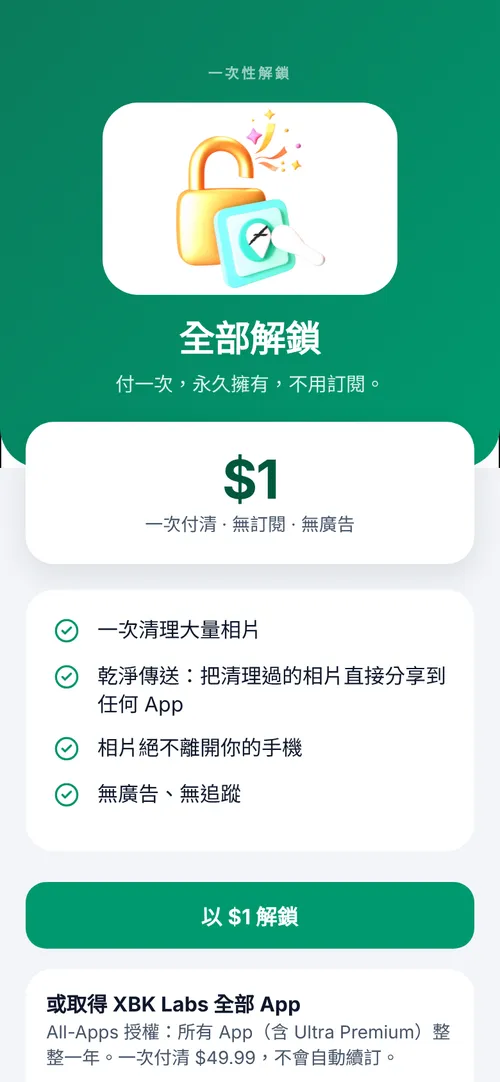 一次性解鎖
全部解鎖
付一次，永久擁有，不用訂閱。
$1
一次付清 · 無訂閱 · 無廣告
一次清理大量相片
乾淨傳送：把清理過的相片直接分享到
任何 App
相片絕不離開你的手機
無廣告、無追蹤
以 $1 解鎖
或取得 XBK Labs 全部 App
All-Apps 授權：所有 App（含 Ultra Premium）整
整一年。一次付清 $49.99，不會自動續訂。